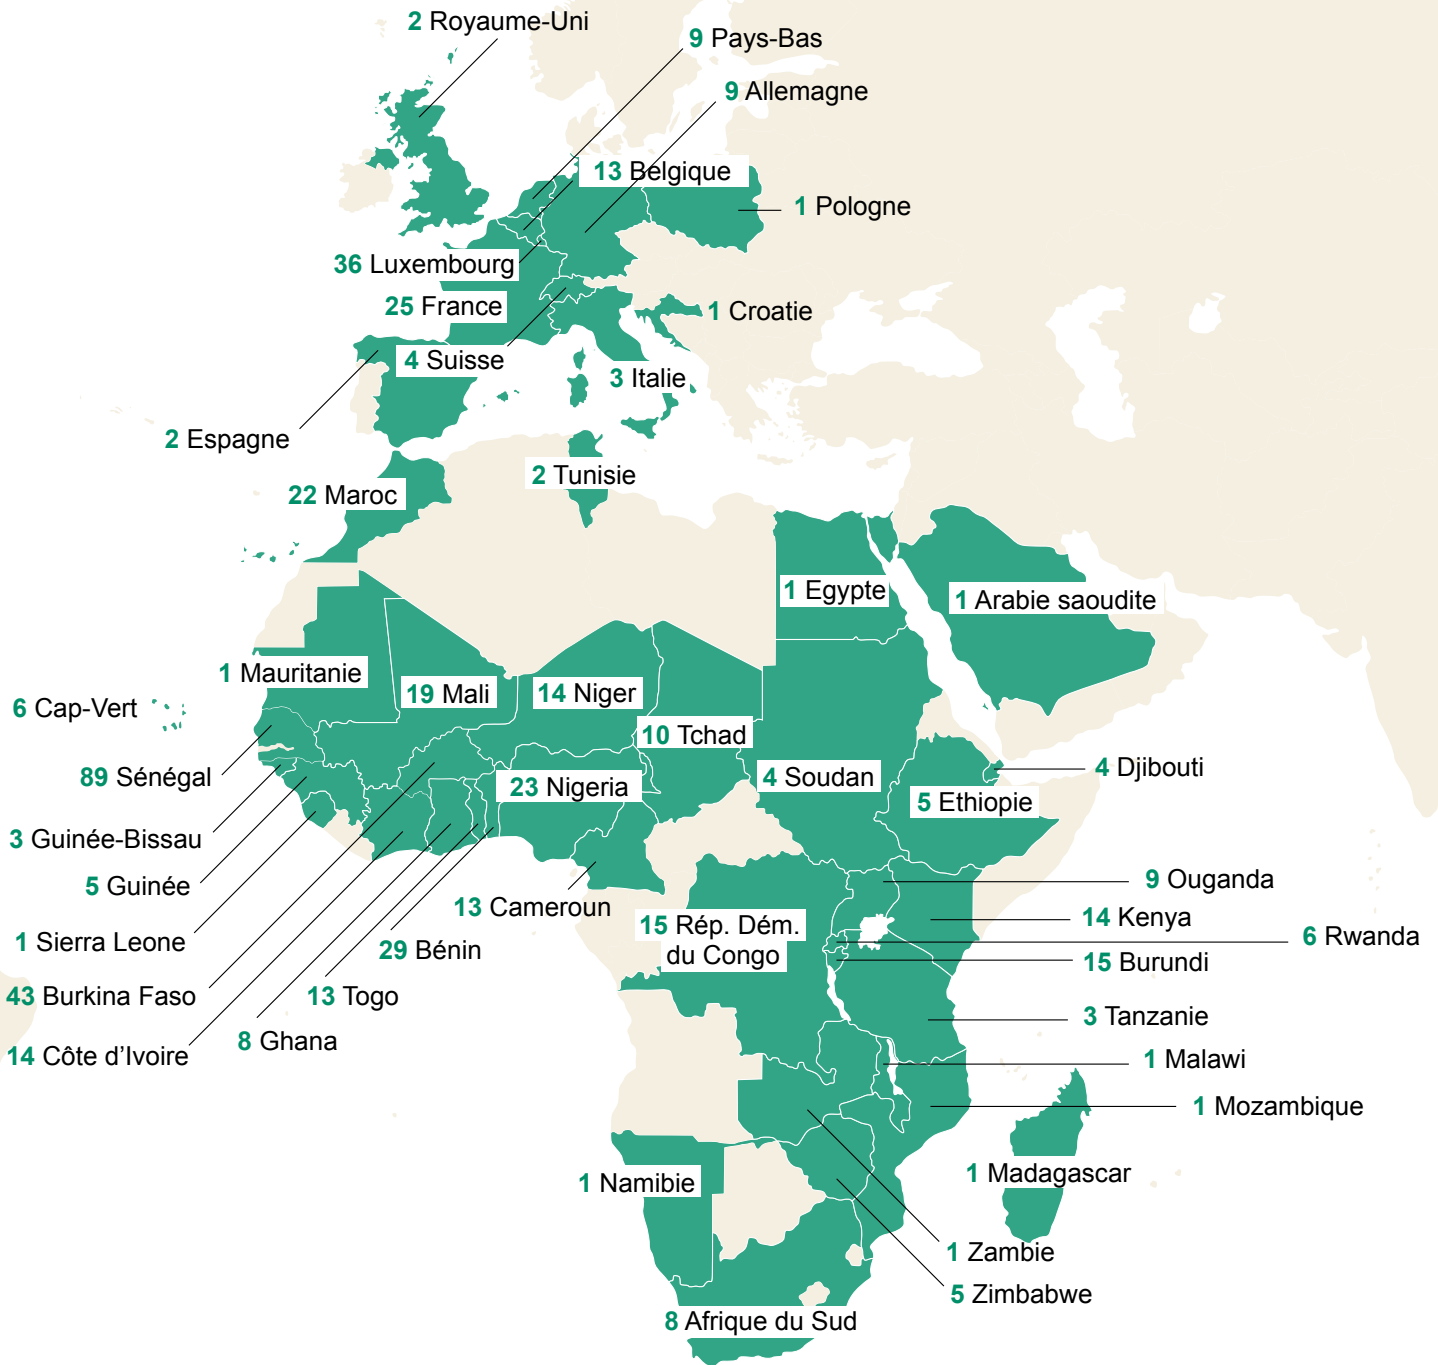 2 Royaume-Uni
9 Pays-Bas
9 Allemagne
13 Belgique
1 Pologne
36 Luxembourg
25 France
1 Croatie
4 Suisse
3 Italie
2 Espagne
2 Tunisie
22 Maroc
1 Egypte
1 Arabie saoudite
1 Mauritanie
19 Mali
14 Niger
6 Cap-Vert
10 Tchad
89 Sénégal
4 Soudan
4 Djibouti
23 Nigeria
5 Ethiopie
3 Guinée-Bissau
5 Guinée
9 Ouganda
13 Cameroun
14 Kenya
15 Rép. Dém.
du Congo
6 Rwanda
1 Sierra Leone
29 Bénin
15 Burundi
43 Burkina Faso
13 Togo
3 Tanzanie
8 Ghana
14 Côte d’Ivoire
1 Malawi
1 Mozambique
1 Madagascar
1 Namibie
1 Zambie
5 Zimbabwe
8 Afrique du Sud